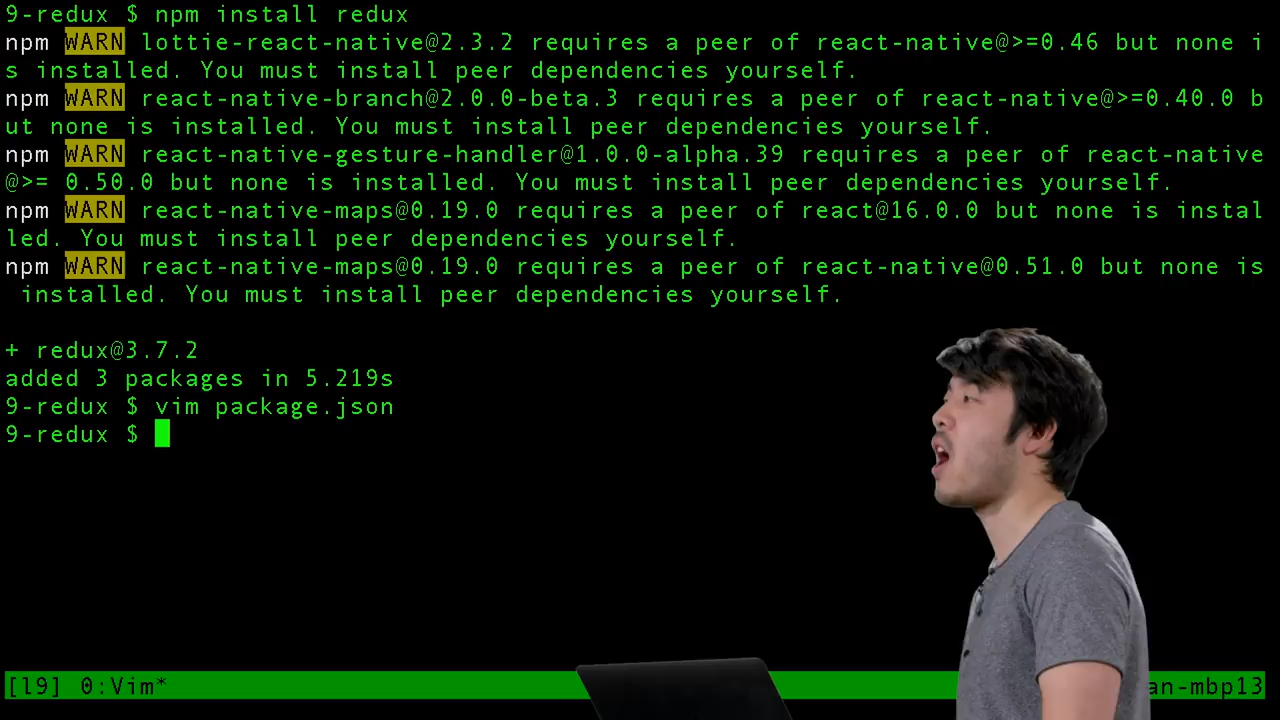 9-redux $ npm install redux
npm WARN lottie-react-native@2.3.2 requires a peer of react-native@>=0.46 but none i
s installed. You must install peer dependencies yourself.
npm WARN react-native-branch@2.0.0-beta.3 requires a peer of react-native@>=0.40.0 b
ut none is installed. You must install peer dependencies yourself.
npm WARN react-native-gesture-handler@1.0.0-alpha.39 requires a peer of react-native
@>= 0.50.0 but none is installed. You must install peer dependencies yourself.
npm WARN react-native-maps@0.19.0 requires a peer of react@16.0.0 but none is instal
led. You must install peer dependencies yourself.
npm WARN react-native-maps@0.19.0 requires a peer of react-native@0.51.0 but none is
 installed. You must install peer dependencies yourself.
+ redux@3.7.2
added 3 packages in 5.219s
9-redux $ vim package.json
9-redux $
[l9] 0:Vim* an-mbp13